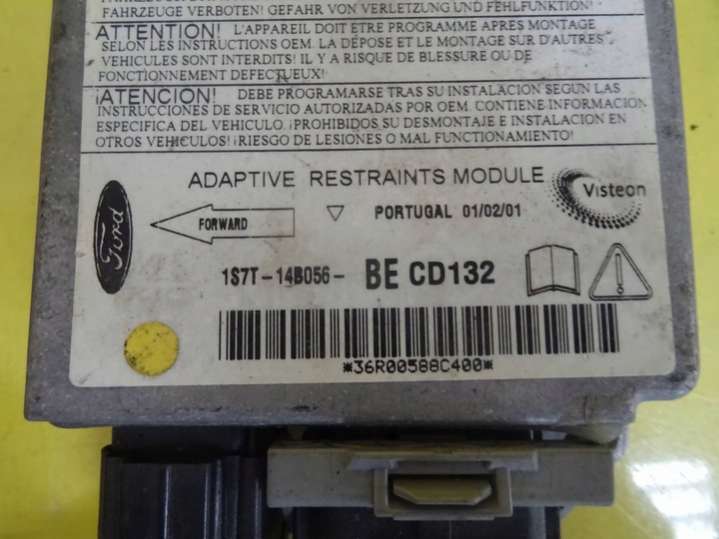 FAHRZEUGE VERBOTEN! GEFAHR VON VERLETZUNG UND FEHLFUNKTION!
ATTENTION! L'APPAREIL DOIT ETRE PROGRAMME APRES MONTAGE
SELON LES INSTRUCTIONS OEM. LA DEPOSE ET LE MONTAGE SUR D'AUTRES
VEHICULES SONT INTERDITS! IL Y A RISQUE DE BLESSURE OU DE
FONCTIONNEMENT DEFECTUEUX!
¡ATENCION! DEBE PROGRAMARSE TRAS SU INSTALACION SEGUN LAS
INSTRUCCIONES DE SERVICIO AUTORIZADAS POR OEM. CONTIENE INFORMACION
ESPECIFICA DEL VEHICULO. ¡PROHIBIDOS SU DESMONTAJE E INSTALACION EN
OTROS VEHICULOS! ¡RIESGO DE LESIONES O MAL FUNCTIONAMIENTO!
ADAPTIVE RESTRAINTS MODULE
Visteon
Ford
FORWARD
PORTUGAL 01/02/01
1S7T-14B056- BE CD132
*36R00588C400*